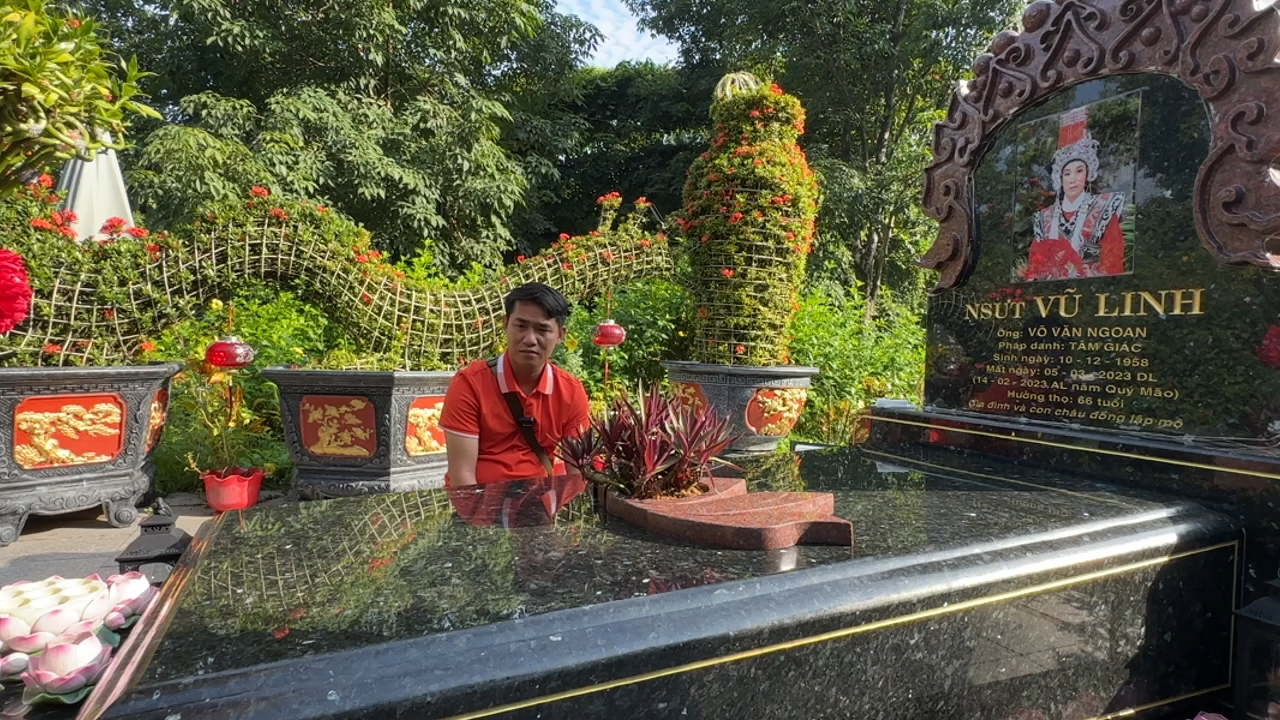 NSƯT VŨ LINH
Ông: VÕ VĂN NGOAN
Pháp danh: TÂM GIÁC
Sinh ngày: 10 - 12 - 1958
Mất ngày: 05 - 03 - 2023 DL
(14 - 02 - 2023 AL năm Quý Mão)
Hưởng thọ: 66 tuổi
Gia đình và con cháu đồng lập mộ